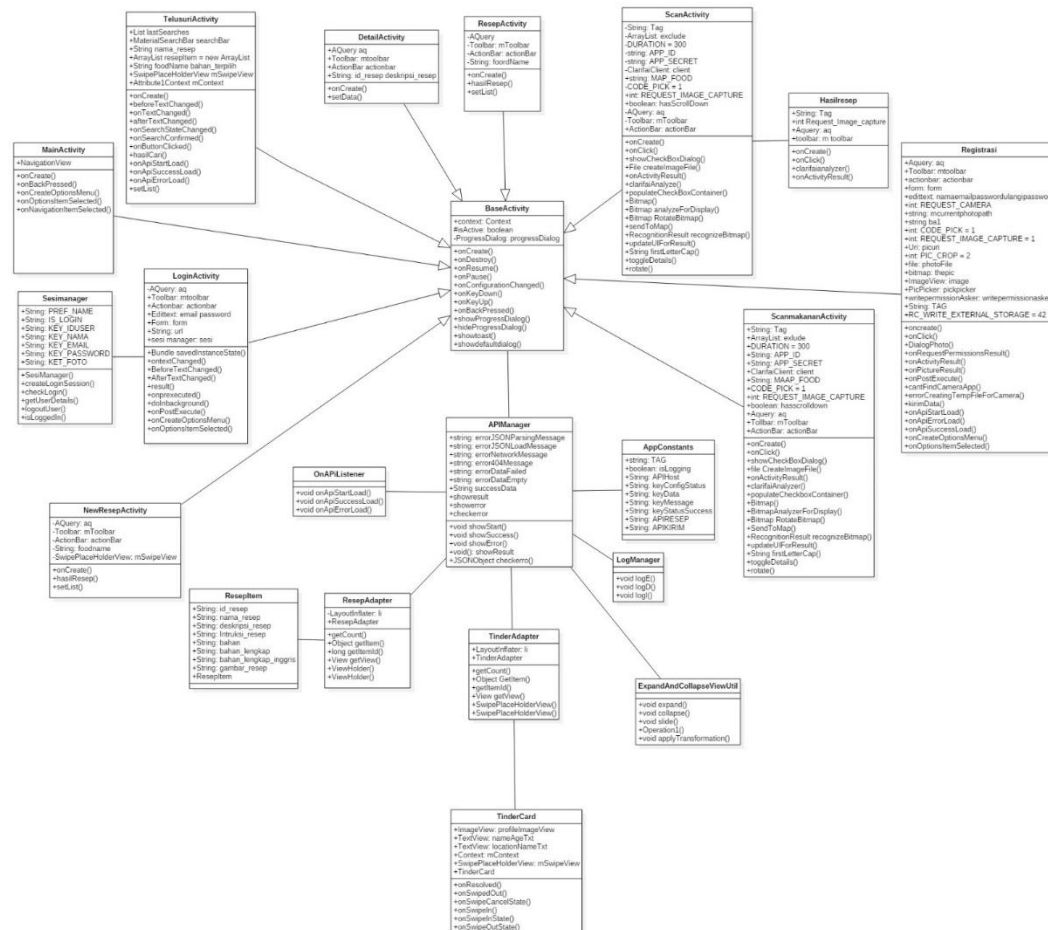 TelusuriActivity
+List lastSearches
+MaterialSearchBar searchBar
+String nama_resep
+ArrayList resepItem = new ArrayList
+String foodName bahan_terpilih
+SwipePlaceHolderView mSwipeView
+Attribute1Context mContext
+onCreate()
+beforeTextChanged()
+onTextChanged()
+afterTextChanged()
+onSearchStateChanged()
+onSearchConfirmed()
+onButtonClicked()
+hasilCari()
+onApiStartLoad()
+onApiSuccessLoad()
+onApiErrorLoad()
+setList()
DetailActivity
+AQuery aq
+Toolbar: mtoolbar
+ActionBar actionbar
+String: id_resep deskripsi_resep
+onCreate()
+setData()
ResepActivity
-AQuery
-Toolbar: mToolbar
-ActionBar: actionBar
-String: foordName
+onCreate()
+hasilResep()
+setList()
ScanActivity
-String: Tag
-ArrayList: exclude
-DURATION = 300
-string: APP_ID
-string: APP_SECRET
-ClarifaiClient: client
+string: MAP_FOOD
-CODE_PICK = 1
+int: REQUEST_IMAGE_CAPTURE
+boolean: hasScrollDown
-AQuery: aq
-Toolbar: mToolbar
+ActionBar: actionBar
+onCreate()
+onClick()
+showCheckBoxDialog()
+File createImageFile()
+onActivityResult()
+clarifaiAnalyze()
+populateCheckBoxContainer()
+Bitmap()
+Bitmap analyzeForDisplay()
+Bitmap RotateBitmap()
+sendToMap()
+RecognitionResult recognizeBitmap()
+updateUIForResult()
+String firstLetterCap()
+toggleDetails()
+rotate()
Hasilresep
+String: Tag
+int Request_Image_capture
+Aquery: aq
+toolbar: m toolbar
+onCreate()
+onClick()
+clarifaianalyzer()
+onActivityResult()
MainActivity
+NavigationView
+onCreate()
+onBackPressed()
+onCreateOptionsMenu()
+onOptionsItemSelected()
+onNavigationItemSelected()
Registrasi
+Aquery: aq
+Toolbar: mtoolbar
+actionbar: actionbar
+form: form
+edittext: namaemailpasswordulangipasswo
+int: REQUEST_CAMERA
+string: mcurrentphotopath
+string ba1
+int: CODE_PICK = 1
+int: REQUEST_IMAGE_CAPTURE = 1
+Uri: picuri
+int: PIC_CROP = 2
+file: photoFile
+bitmap: thepic
+ImageView: image
+PicPicker: pickpicker
+writepermissionAsker: writepermissionaske
+String: TAG
+RC_WRITE_EXTERNAL_STORAGE = 42
+oncreate()
+onClick()
+DialogPhoto()
+onRequestPermissionsResult()
+onActivityResult()
+onPictureResult()
+onPostExecute()
+cantFindCameraApp()
+errorCreatingTempFileForCamera()
+kirimData()
+onApiStartLoad()
+onApiErrorLoad()
+onApiSuccessLoad()
+onCreateOptionsMenu()
+onOptionsItemSelected()
BaseActivity
+context: Context
#isActive: boolean
-ProgressDialog: progressDialog
+onCreate()
+onDestroy()
+onResume()
+onPause()
+onConfigurationChanged()
+onKeyDown()
+onKeyUp()
+onBackPressed()
+showProgressDialog()
+hideProgressDialog()
+showtoast()
+showdefaultdialog()
LoginActivity
-AQuery: aq
+Toolbar: mtoolbar
+Actionbar: actionbar
+Edittext: email password
+Form: form
+String: url
+sesi manager: sesi
+Bundle savedInstanceState()
+ontextChanged()
+BeforeTextChanged()
+AfterTextChanged()
+result()
+onprexecuted()
+doInbackground()
+onPostExecute()
+onCreateOptionsMenu()
+onOptionsItemSelected()
Sesimanager
+String: PREF_NAME
+String: IS_LOGIN
+String: KEY_IDUSER
+String: KEY_NAMA
+String: KEY_EMAIL
+String: KEY_PASSWORD
+String: KET_FOTO
+SesiManager()
+createLoginSession()
+checkLogin()
+getUserDetails()
+logoutUser()
+isLoggedIn()
ScanmakananActivity
+String: Tag
+ArrayList: exlude
+DURATION = 300
+String: APP_ID
+String: APP_SECRET
+ClarifaiClient: client
+String: MAAP_FOOD
+CODE_PICK = 1
+int: REQUEST_IMAGE_CAPTURE
+boolean: hasscrolldown
+Aquery: aq
+Tollbar: mToolbar
+ActionBar: actionBar
+onCreate()
+onClick()
+showCheckBoxDialog()
+file CreateImageFile()
+onActivityResult()
+clarifaiAnalyzer()
+populateCheckboxContainer()
+Bitmap()
+BitmapAnalyzerForDisplay()
+Bitmap RotateBitmap()
+SendToMap()
+RecognitionResult recognizeBitmap()
+updateUIForResult()
+String firstLetterCap()
+toggleDetails()
+rotate()
APIManager
+string: errorJSONParsingMessage
+string: errorJSONLoadMessage
+string: errorNetworkMessage
+string: error404Message
+string: errorDataFailed
+string: errorDataEmpty
+String successData
+showresult
+showerror
+checkerror
+void showStart()
+void showSuccess()
+void showError()
+void(): showResult
+JSONObject checkerro()
OnAPiListener
+void onApiStartLoad()
+void onApiSuccessLoad()
+void onApiErrorLoad()
AppConstants
+string: TAG
+boolean: isLogging
+String: APIHost
+String: keyConfigStatus
+String: keyData
+String: keyMessage
+String: keyStatusSuccess
+String: APIRESEP
+String: APIKIRIM
NewResepActivity
-AQuery: aq
-Toolbar: mToolbar
-ActionBar: actionBar
-String: foodname
-SwipePlaceHolderView: mSwipeView
+onCreate()
+hasilResep()
+setList()
LogManager
+void logE()
+void logD()
+void logI()
ResepItem
+String: id_resep
+String: nama_resep
+String: deskripsi_resep
+String: Intruksi_resep
+String: bahan
+String: bahan_lengkap
+String: bahan_lengkap_inggris
+String: gambar_resep
+ResepItem
ResepAdapter
-LayoutInflater: li
+ResepAdapter
+getCount()
+Object getItem()
+long getItemId()
+View getView()
+ViewHolder()
+ViewHolder()
TinderAdapter
+LayoutInflater: li
+TinderAdapter
+getCount()
+Object GetItem()
+getItemId()
+View getView()
+SwipePlaceHolderView()
+SwipePlaceHolderView()
ExpandAndCollapseViewUtil
+void expand()
+void collapse()
+void slide()
+Operation1()
+void applyTransformation()
TinderCard
+ImageView: profileImageView
+TextView: nameAgeTxt
+TextView: locationNameTxt
+Context: mContext
+SwipePlaceHolderView: mSwipeView
+TinderCard
+onResolved()
+onSwipedOut()
+onSwipeCancelState()
+onSwipeIn()
+onSwipeInState()
+onSwipeOutState()